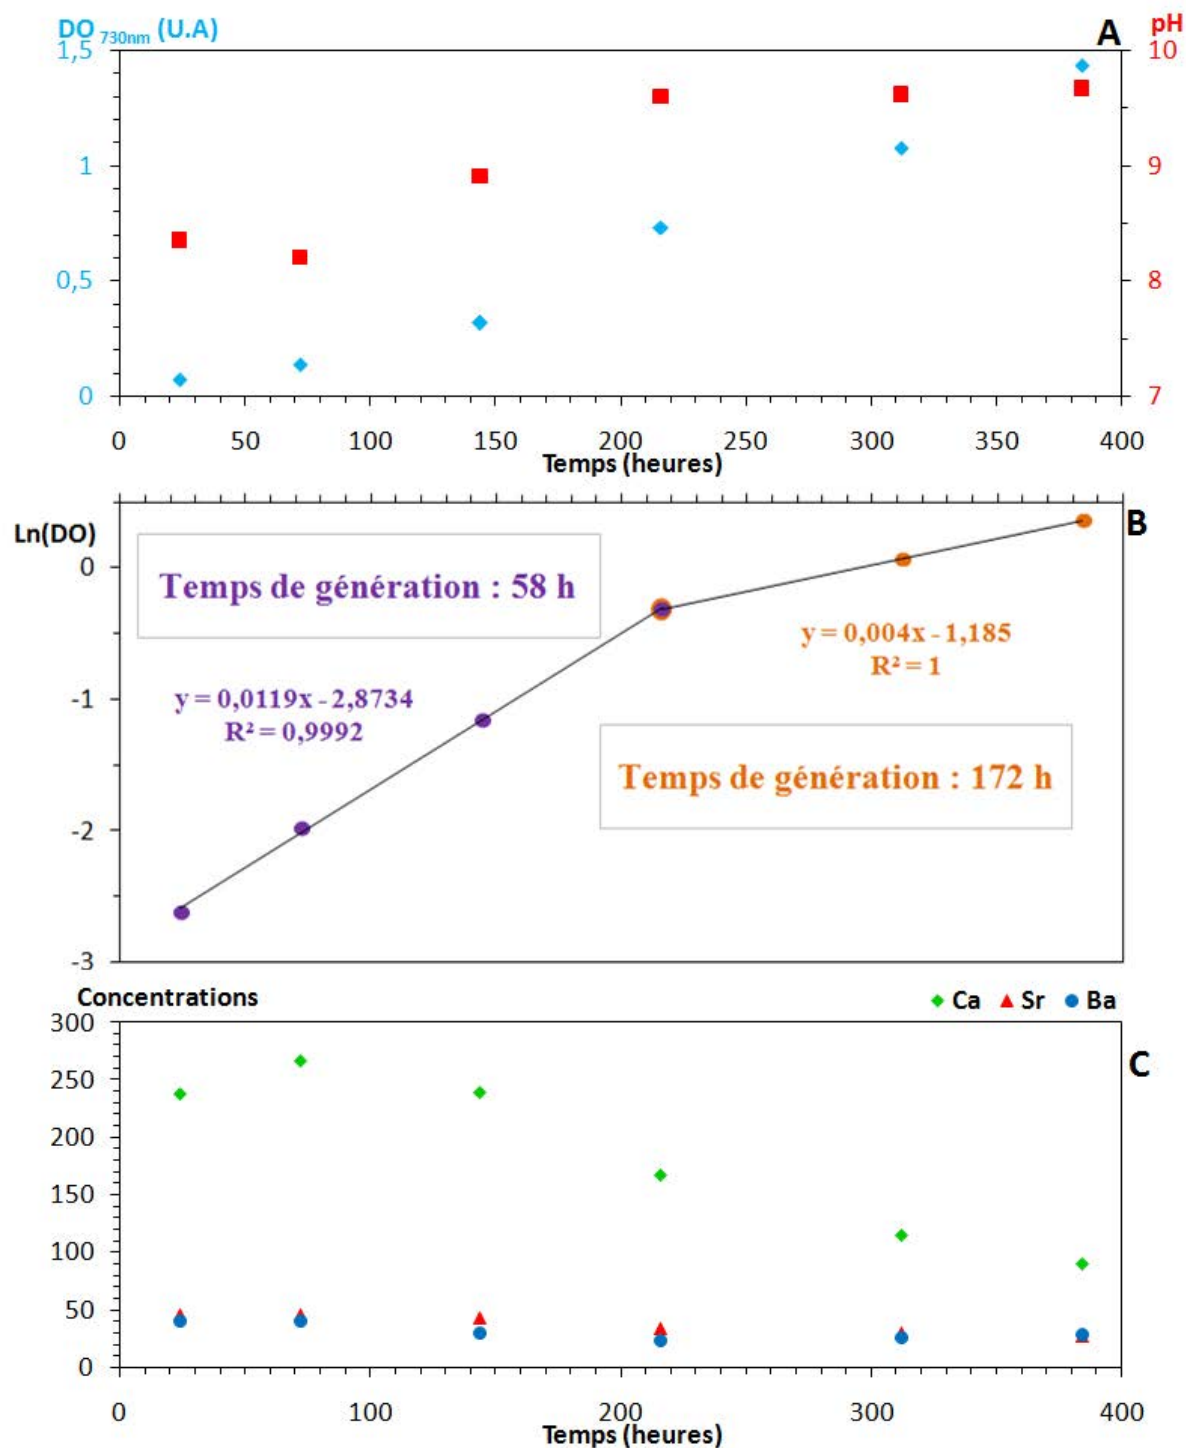 DO 730nm (U.A)
A
pH
1,5
10
1
9
0,5
8
0
7
0 50 100 150 200 250 300 350 400
Temps (heures)
Ln(DO)
B
0
Temps de génération : 58 h
y = 0,004x - 1,185
R² = 1
-1
y = 0,0119x - 2,8734
R² = 0,9992
Temps de génération : 172 h
-2
-3
Concentrations
Ca Sr Ba
300
C
250
200
150
100
50
0
0 100 200 300 400
Temps (heures)